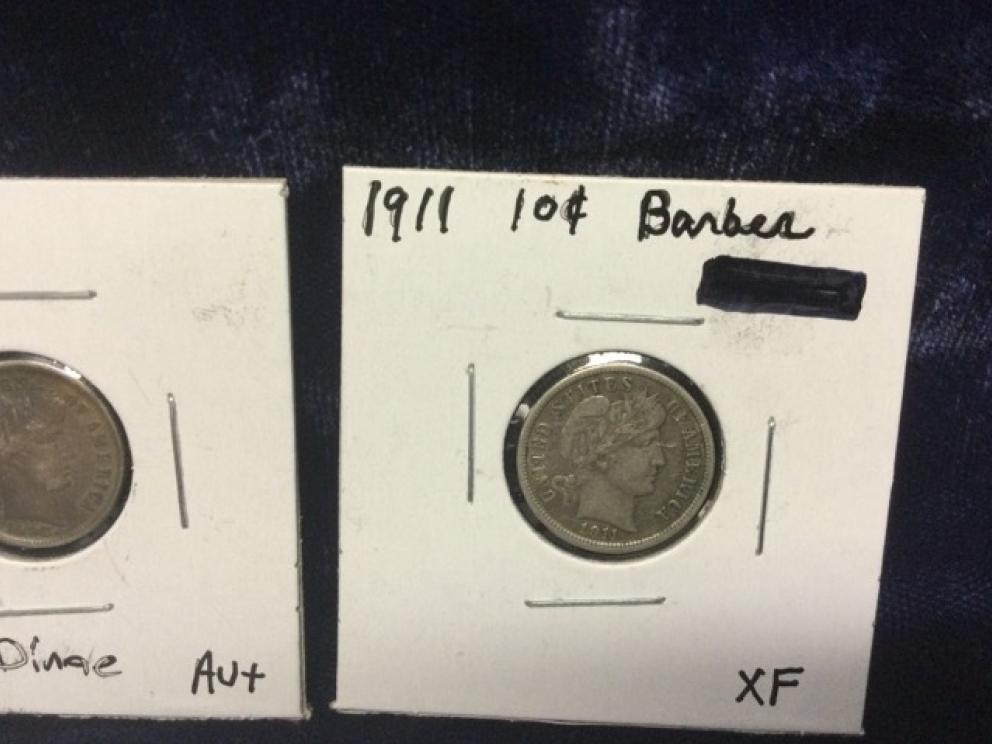 Dime AU+
1911 10¢ Barber
UNITED STATES OF AMERICA
1911
XF